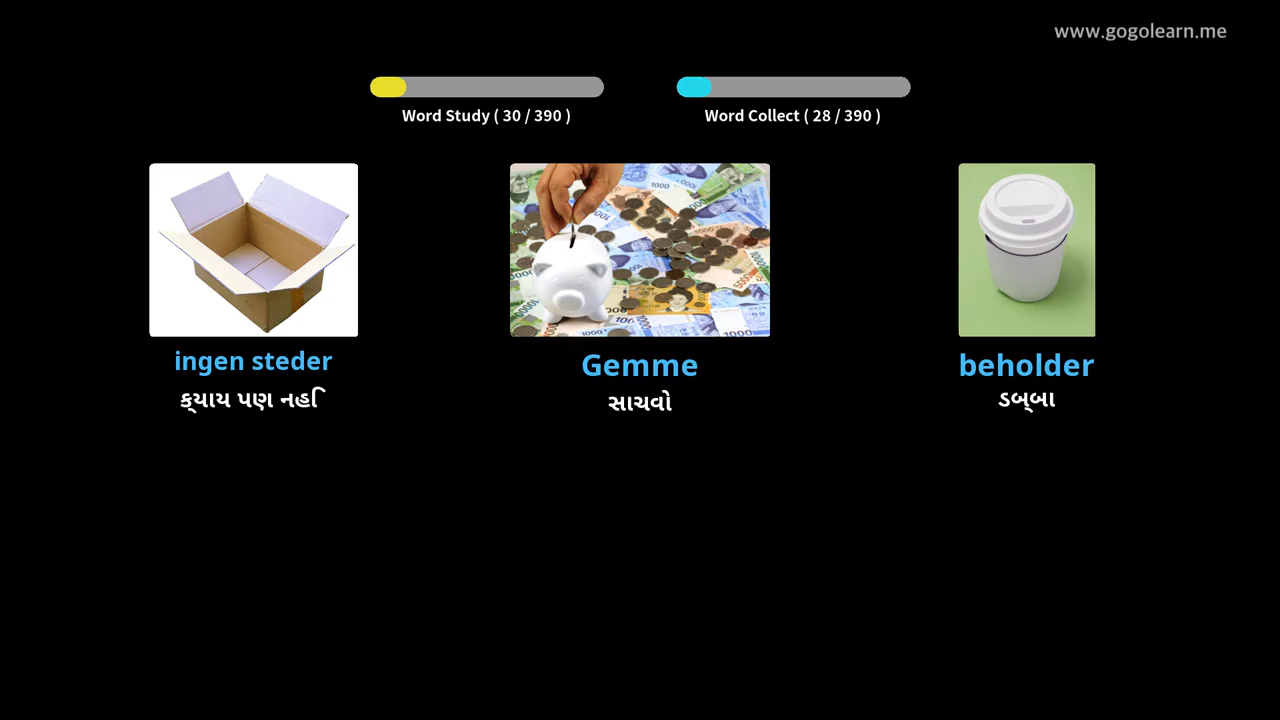 www.gogolearn.me
Word Study ( 30 / 390 )
Word Collect ( 28 / 390 )
ingen steder
Gemme
beholder
ક્યાય પણ નહિ
સાચવો
ડબ્બા